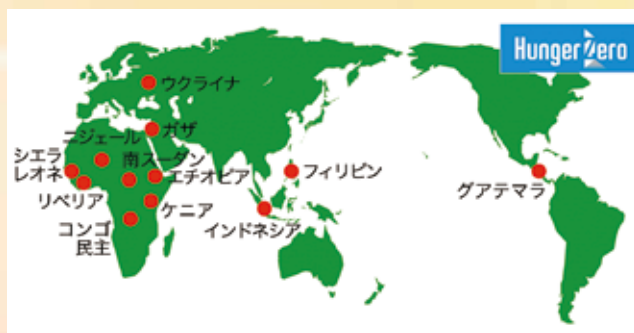 Hunger Zero
ウクライナ
ガザ
ニジェール
シエラ
レオネ
南スーダン
エチオピア
フィリピン
グアテマラ
リベリア
ケニア
インドネシア
コンゴ
民主